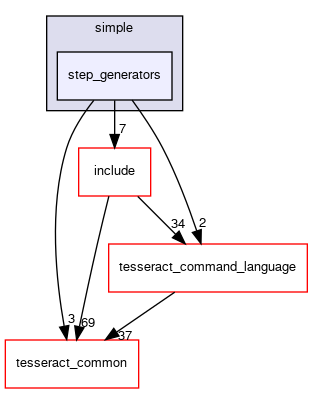 simple
step_generators
7
include
34
2
tesseract_command_language
3
69
37
tesseract_common